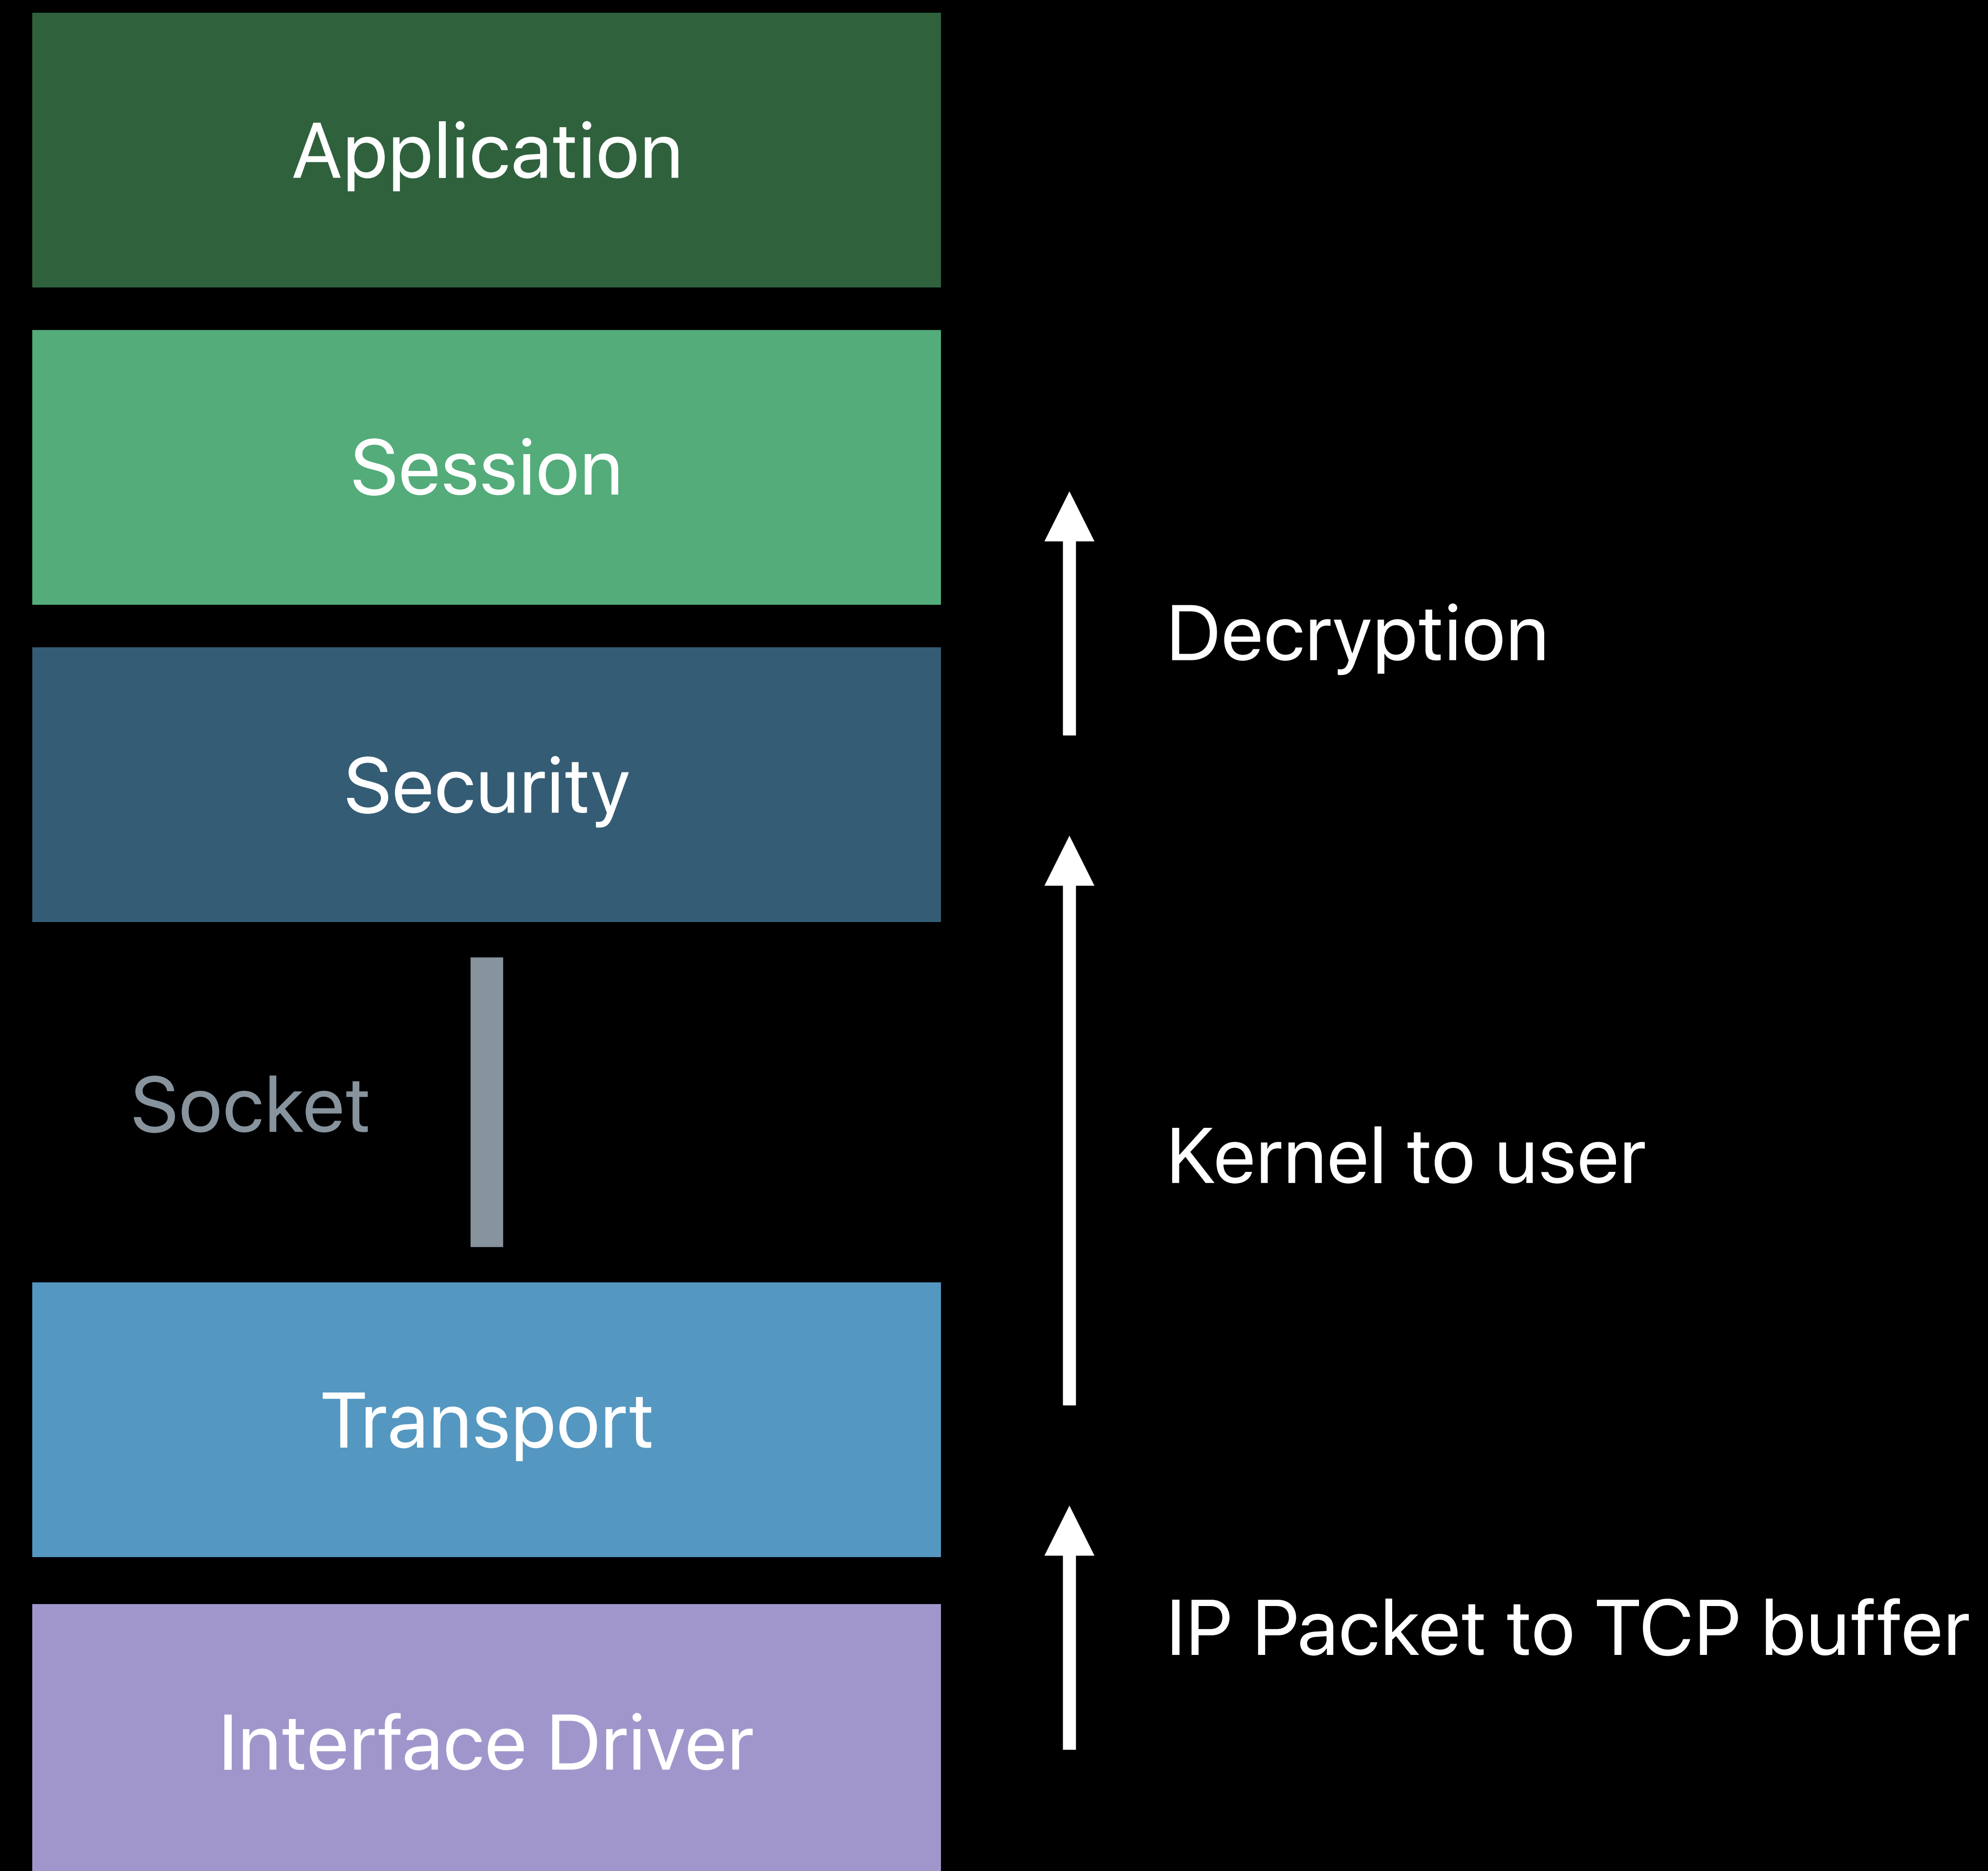 Application
Session
Decryption
Security
Socket
Kernel to user
Transport
IP Packet to TCP buffer
Interface Driver